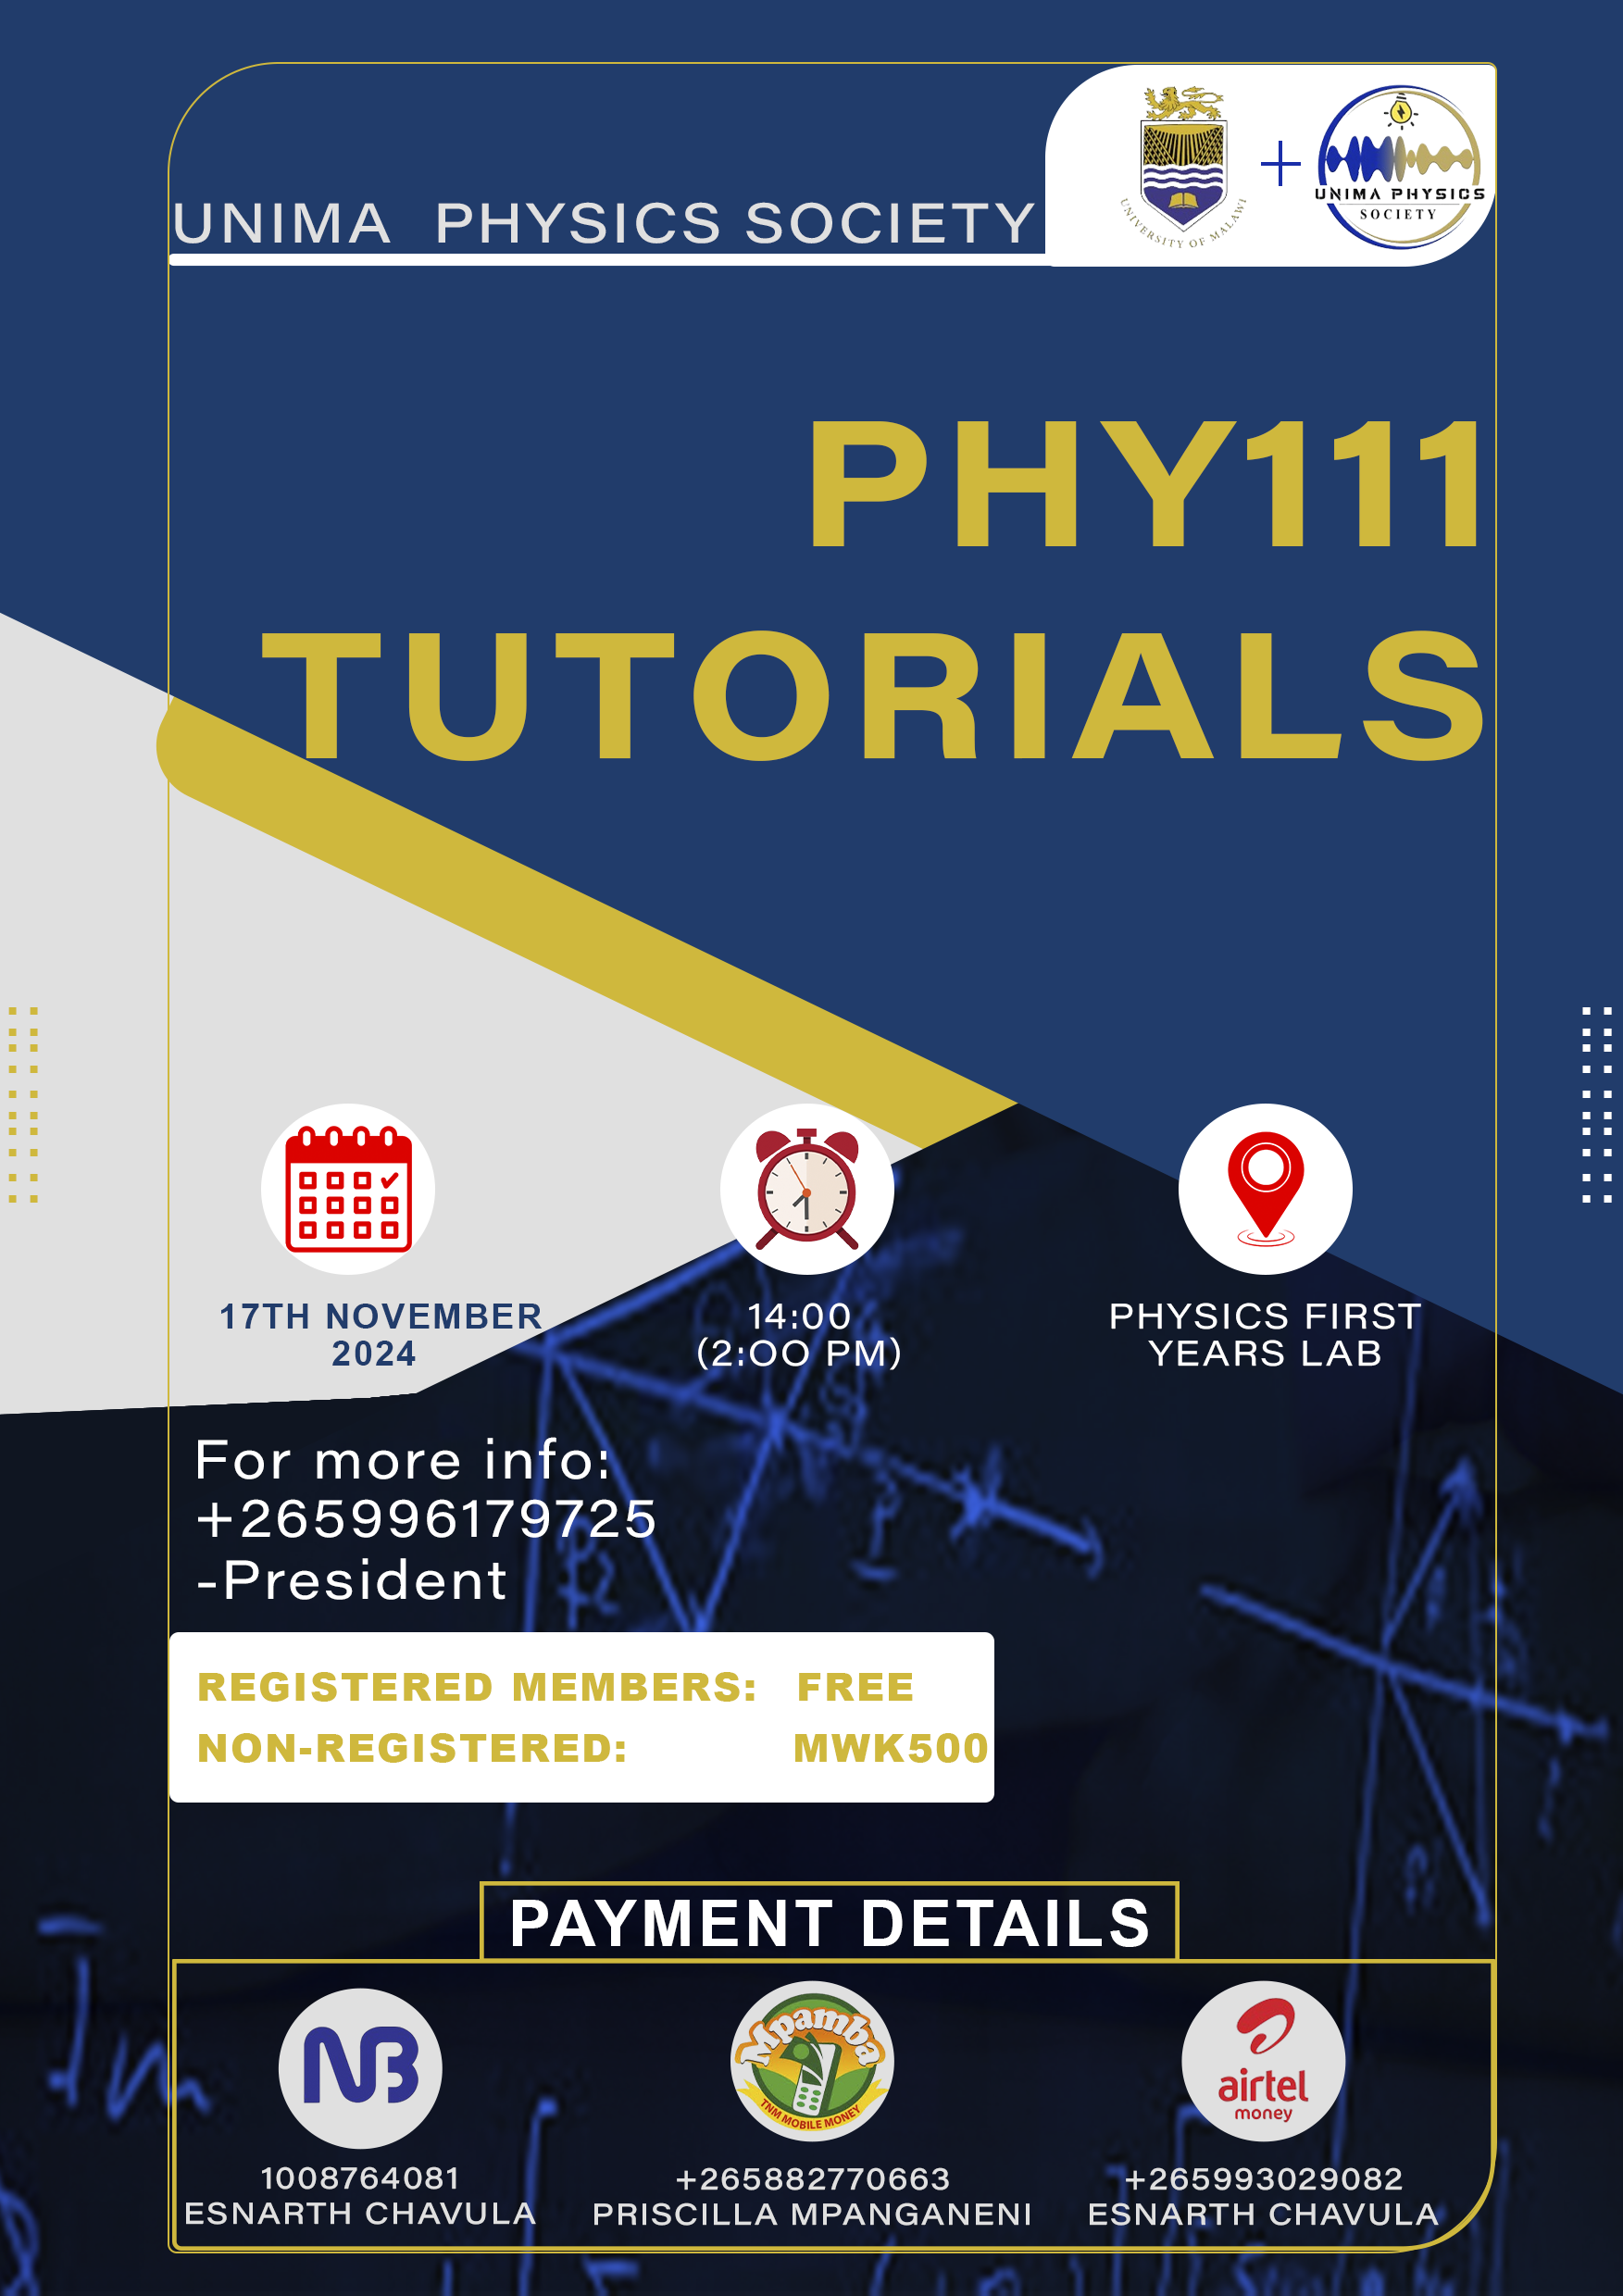 UNIMA PHYSICS SOCIETY
UNIVERSITY OF MALAWI
+
UNIMA PHYSICS
SOCIETY
PHY111
TUTORIALS
17TH NOVEMBER
2024
14:00
(2:OO PM)
PHYSICS FIRST
YEARS LAB
For more info:
+265996179725
-President
REGISTERED MEMBERS: FREE
NON-REGISTERED: MWK500
PAYMENT DETAILS
NB
1008764081
ESNARTH CHAVULA
Mpamba
TNM MOBILE MONEY
+265882770663
PRISCILLA MPANGANENI
airtel
money
+265993029082
ESNARTH CHAVULA